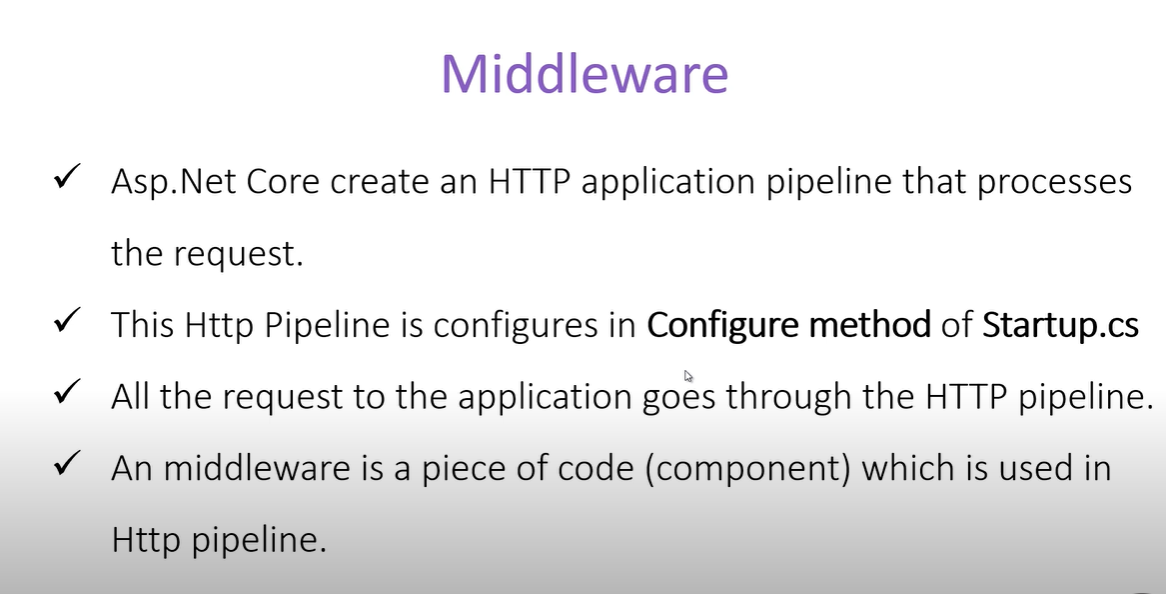 Middleware
✓ Asp.Net Core create an HTTP application pipeline that processes
the request.
✓ This Http Pipeline is configures in Configure method of Startup.cs
✓ All the request to the application goes through the HTTP pipeline.
✓ An middleware is a piece of code (component) which is used in
Http pipeline.